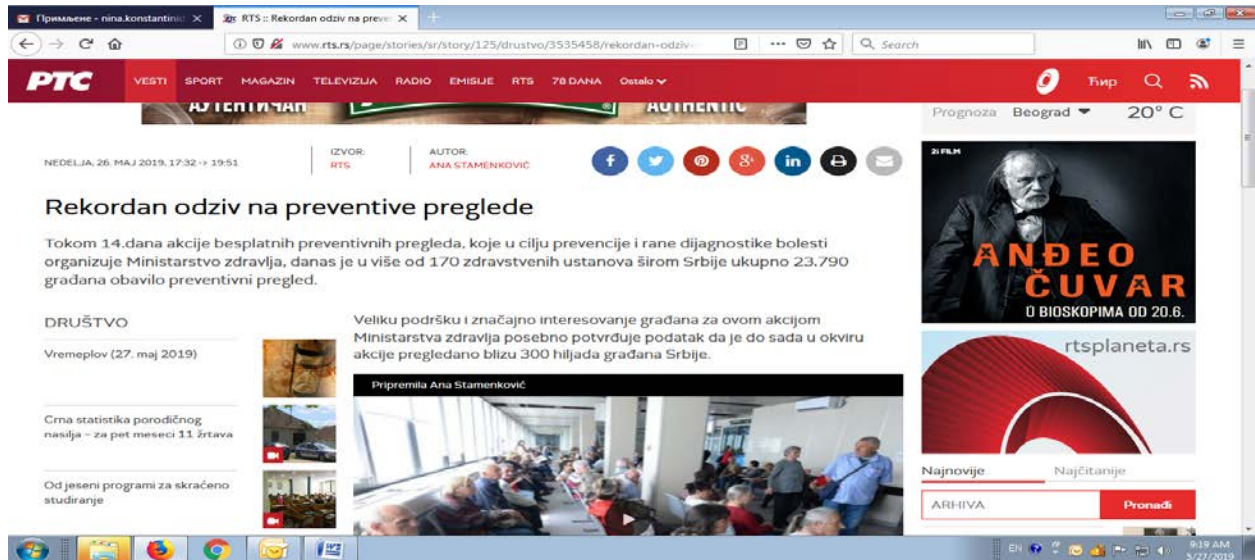 Примљене - nina.konstantinid
RTS :: Rekordan odziv na preve
www.rts.rs/page/stories/sr/story/125/drustvo/3535458/rekordan-odziv-
Search
РТС VESTI SPORT MAGAZIN TELEVIZIJA RADIO EMISIJE RTS 78 DANA Ostalo Ћир
АУТЕНТИЧАН AUTHENTIC
Prognoza Beograd 20° C
NEDELJA, 26. MAJ 2019, 17:32 -> 19:51
IZVOR:
RTS
AUTOR:
ANA STAMENKOVIĆ
Rekordan odziv na preventive preglede
Tokom 14.dana akcije besplatnih preventivnih pregleda, koje u cilju prevencije i rane dijagnostike bolesti
organizuje Ministarstvo zdravlja, danas je u više od 170 zdravstvenih ustanova širom Srbije ukupno 23.790
građana obavilo preventivni pregled.
DRUŠTVO
Vremeplov (27. maj 2019)
Crna statistika porodičnog
nasilja – za pet meseci 11 žrtava
Od jeseni programi za skraćeno
studiranje
Veliku podršku i značajno interesovanje građana za ovom akcijom
Ministarstva zdravlja posebno potvrđuje podatak da je do sada u okviru
akcije pregledano blizu 300 hiljada građana Srbije.
Pripremila Ana Stamenković
2i FILM
ANĐEO
ČUVAR
U BIOSKOPIMA OD 20.6.
rtsplaneta.rs
Najnovije Najčitanije
ARHIVA Pronađi
EN
9:19 AM
5/27/2019